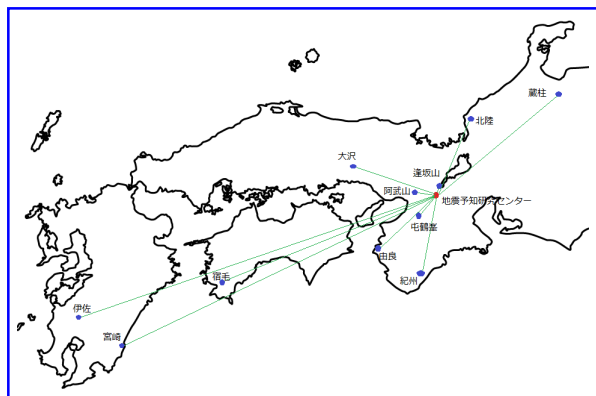 蔵柱
北陸
大沢
逢坂山
阿武山
地震予知研究センター
屯鶴峯
由良
紀州
宿毛
伊佐
宮崎